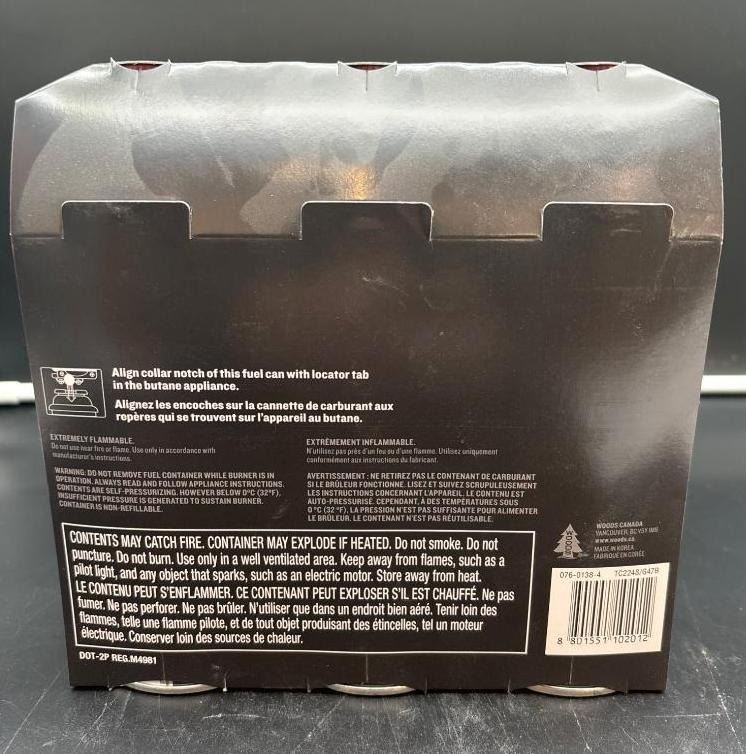 Align collar notch of this fuel can with locator tab
in the butane appliance.
Alignez les encoches sur la cannette de carburant aux
repères qui se trouvent sur l'appareil au butane.
EXTREMELY FLAMMABLE.
Do not use near fire or flame. Use only in accordance with
manufacturer's instructions.
WARNING: DO NOT REMOVE FUEL CONTAINER WHILE BURNER IS IN
OPERATION. ALWAYS READ AND FOLLOW APPLIANCE INSTRUCTIONS.
CONTENTS ARE SELF-PRESSURIZING. HOWEVER BELOW 0°C (32°F),
INSUFFICIENT PRESSURE IS GENERATED TO SUSTAIN BURNER.
CONTAINER IS NON-REFILLABLE.
EXTRÊMEMENT INFLAMMABLE.
N'utilisez pas près d'un feu ou d'une flamme. Utilisez uniquement
conformément aux instructions du fabricant.
AVERTISSEMENT : NE RETIREZ PAS LE CONTENANT DE CARBURANT
SI LE BRÛLEUR FONCTIONNE. LISEZ ET SUIVEZ SCRUPULEUSEMENT
LES INSTRUCTIONS CONCERNANT L'APPAREIL. LE CONTENU EST
AUTO-PRESSURISÉ. CEPENDANT, À DES TEMPÉRATURES SOUS
0 °C (32 °F), LA PRESSION N'EST PAS SUFFISANTE POUR ALIMENTER
LE BRÛLEUR. LE CONTENANT N'EST PAS RÉUTILISABLE.
CONTENTS MAY CATCH FIRE. CONTAINER MAY EXPLODE IF HEATED. Do not smoke. Do not
puncture. Do not burn. Use only in a well ventilated area. Keep away from flames, such as a
pilot light, and any object that sparks, such as an electric motor. Store away from heat.
LE CONTENU PEUT S'ENFLAMMER. CE CONTENANT PEUT EXPLOSER S'IL EST CHAUFFÉ. Ne pas
fumer. Ne pas perforer. Ne pas brûler. N'utiliser que dans un endroit bien aéré. Tenir loin des
flammes, telle une flamme pilote, et de tout objet produisant des étincelles, tel un moteur
électrique. Conserver loin des sources de chaleur.
DOT-2P REG.M4981
WOODS
WOODS CANADA
VANCOUVER, BC V5Y 1M6
www.woods.ca
MADE IN KOREA
FABRIQUÉ EN CORÉE
076-0138-4 TC2248/6478
8 801551 102012